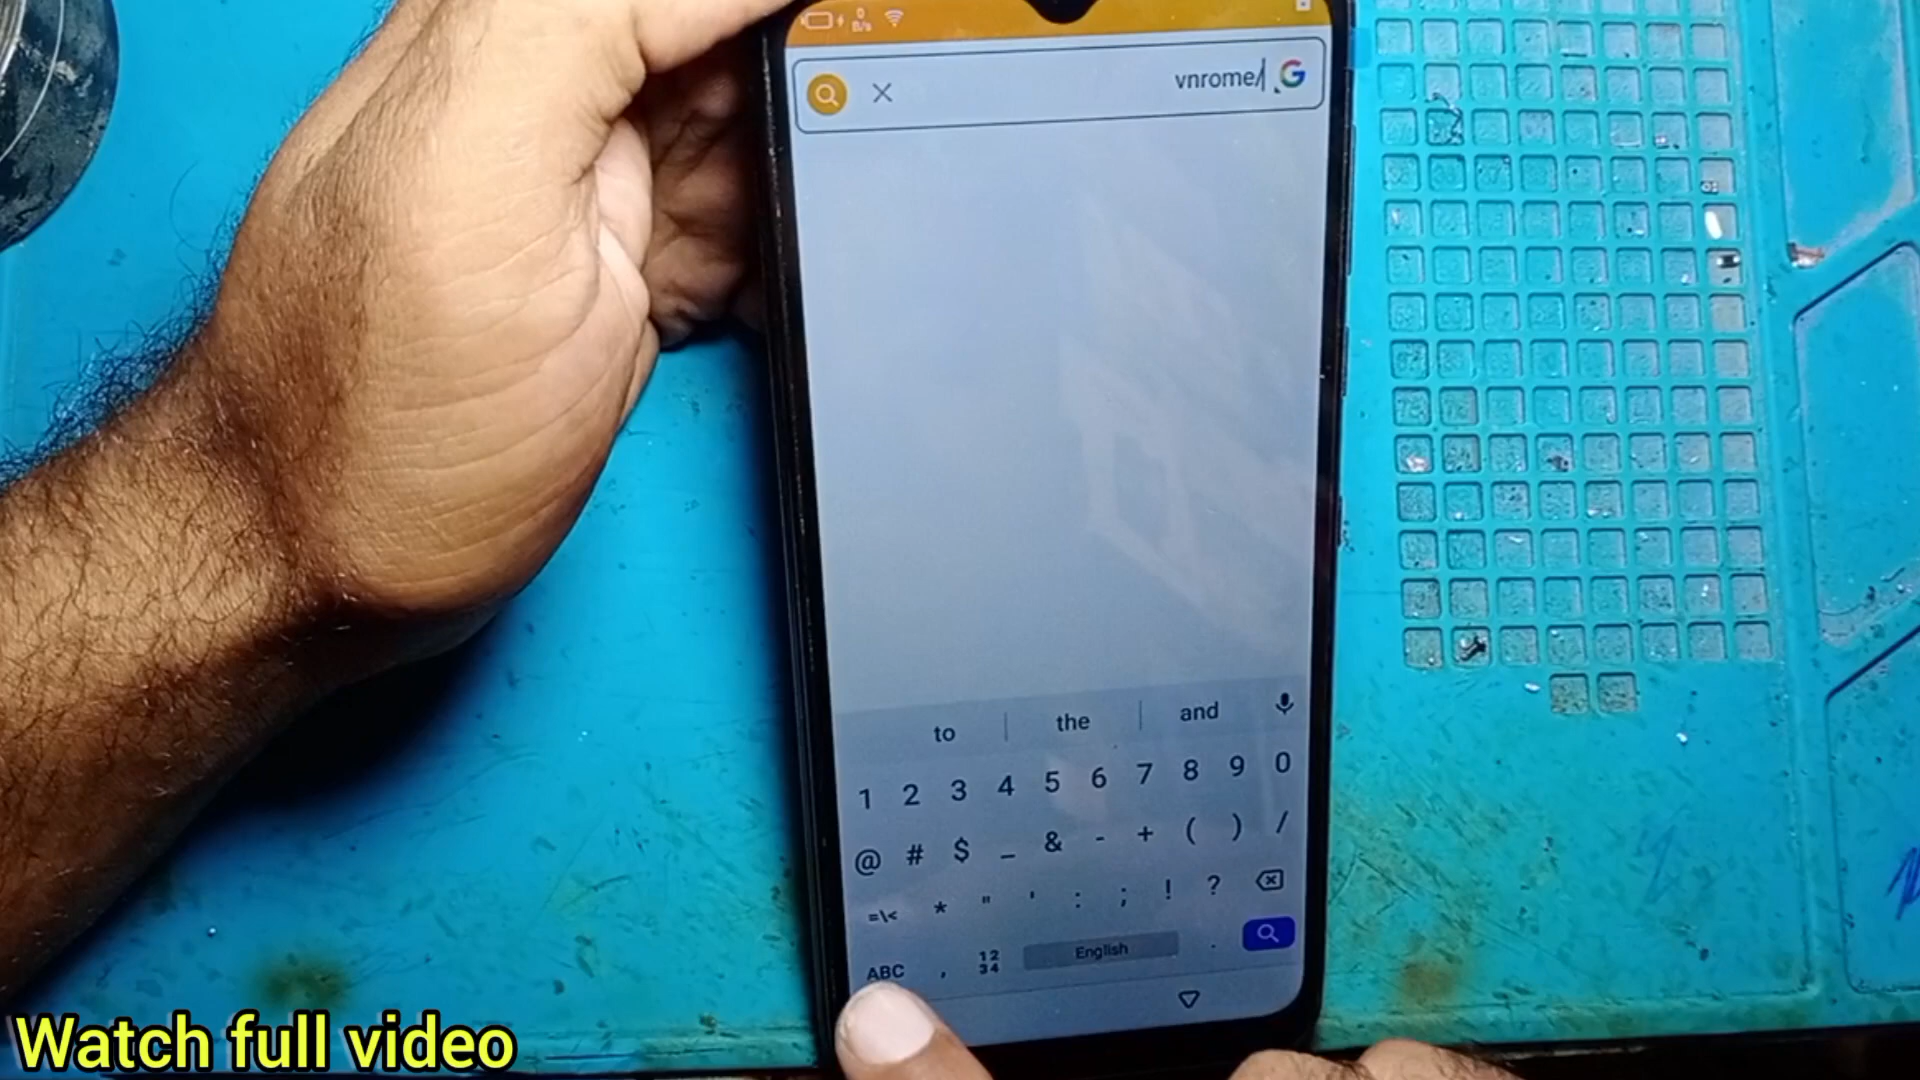 0
B/s
vnrome/ G
to the and
1 2 3 4 5 6 7 8 9 0
@ # $ _ & - + ( ) /
=\< * " ' : ; ! ?
ABC , 12 34 English .
Watch full video